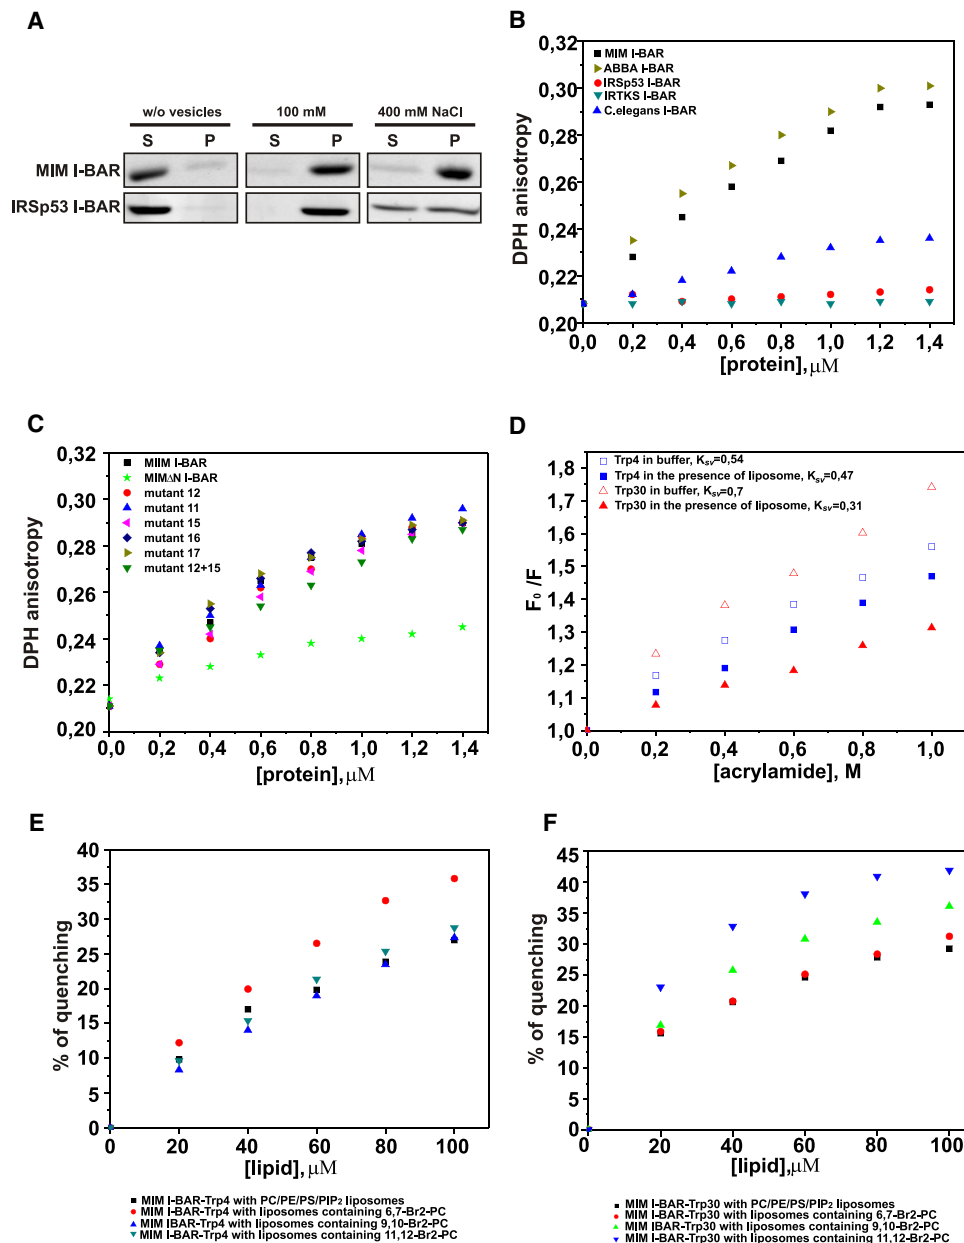 A
w/o vesicles 100 mM 400 mM NaCl
S P S P S P
MIM I-BAR
IRSp53 I-BAR
B
0,32
0,30
0,28
0,26
0,24
0,22
0,20
DPH anisotropy
MIM I-BAR
ABBA I-BAR
IRSp53 I-BAR
IRTKS I-BAR
C.elegans I-BAR
0,0 0,2 0,4 0,6 0,8 1,0 1,2 1,4
[protein], μM
C
0,32
0,30
0,28
0,26
0,24
0,22
0,20
DPH anisotropy
MIIM I-BAR
MIMΔN I-BAR
mutant 12
mutant 11
mutant 15
mutant 16
mutant 17
mutant 12+15
0,0 0,2 0,4 0,6 0,8 1,0 1,2 1,4
[protein], μM
D
1,8
1,7
1,6
1,5
1,4
1,3
1,2
1,1
1,0
F0/F
Trp4 in buffer, Ksv=0,54
Trp4 in the presence of liposome, Ksv=0,47
Trp30 in buffer, Ksv=0,7
Trp30 in the presence of liposome, Ksv=0,31
0,0 0,2 0,4 0,6 0,8 1,0
[acrylamide], M
E
40
35
30
25
20
15
10
5
0
% of quenching
0 20 40 60 80 100
[lipid], μM
MIM I-BAR-Trp4 with PC/PE/PS/PIP2 liposomes
MIM I-BAR-Trp4 with liposomes containing 6,7-Br2-PC
MIM IBAR-Trp4 with liposomes containing 9,10-Br2-PC
MIM I-BAR-Trp4 with liposomes containing 11,12-Br2-PC
F
45
40
35
30
25
20
15
10
5
0
% of quenching
0 20 40 60 80 100
[lipid], μM
MIM I-BAR-Trp30 with PC/PE/PS/PIP2 liposomes
MIM I-BAR-Trp30 with liposomes containing 6,7-Br2-PC
MIM IBAR-Trp30 with liposomes containing 9,10-Br2-PC
MIM I-BAR-Trp30 with liposomes containing 11,12-Br2-PC